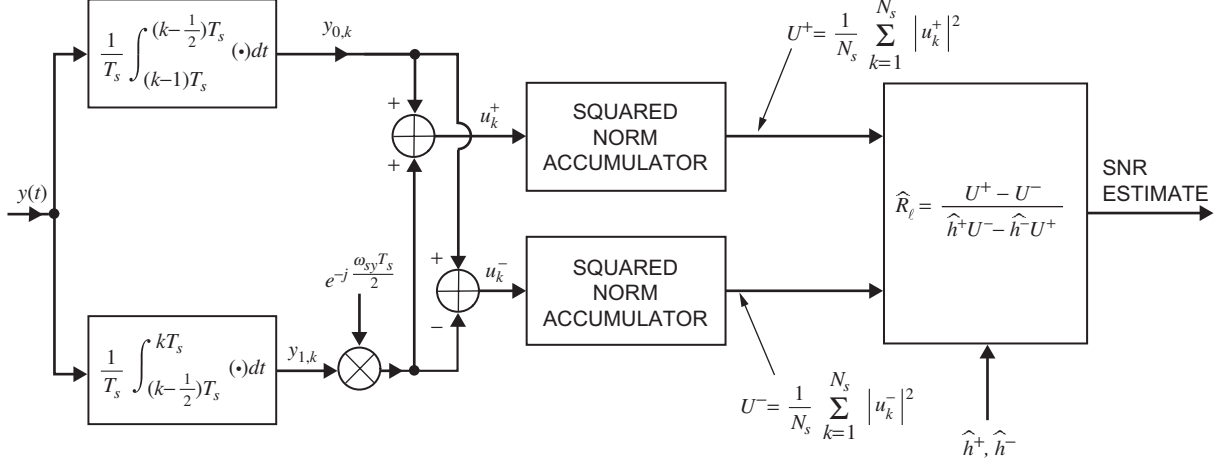 y(t)
1/T_s ∫_{(k−1)T_s}^{(k−1/2)T_s} (•)dt
y_{0,k}
1/T_s ∫_{(k−1/2)T_s}^{kT_s} (•)dt
y_{1,k}
e^{−j ω_{sy}T_s/2}
+
+
u_k^+
+
−
u_k^−
SQUARED
NORM
ACCUMULATOR
SQUARED
NORM
ACCUMULATOR
U^+ = 1/N_s ∑_{k=1}^{N_s} |u_k^+|^2
U^− = 1/N_s ∑_{k=1}^{N_s} |u_k^−|^2
R̂_ℓ = (U^+ − U^−)/(ĥ^+U^− − ĥ^−U^+)
ĥ^+, ĥ^−
SNR
ESTIMATE